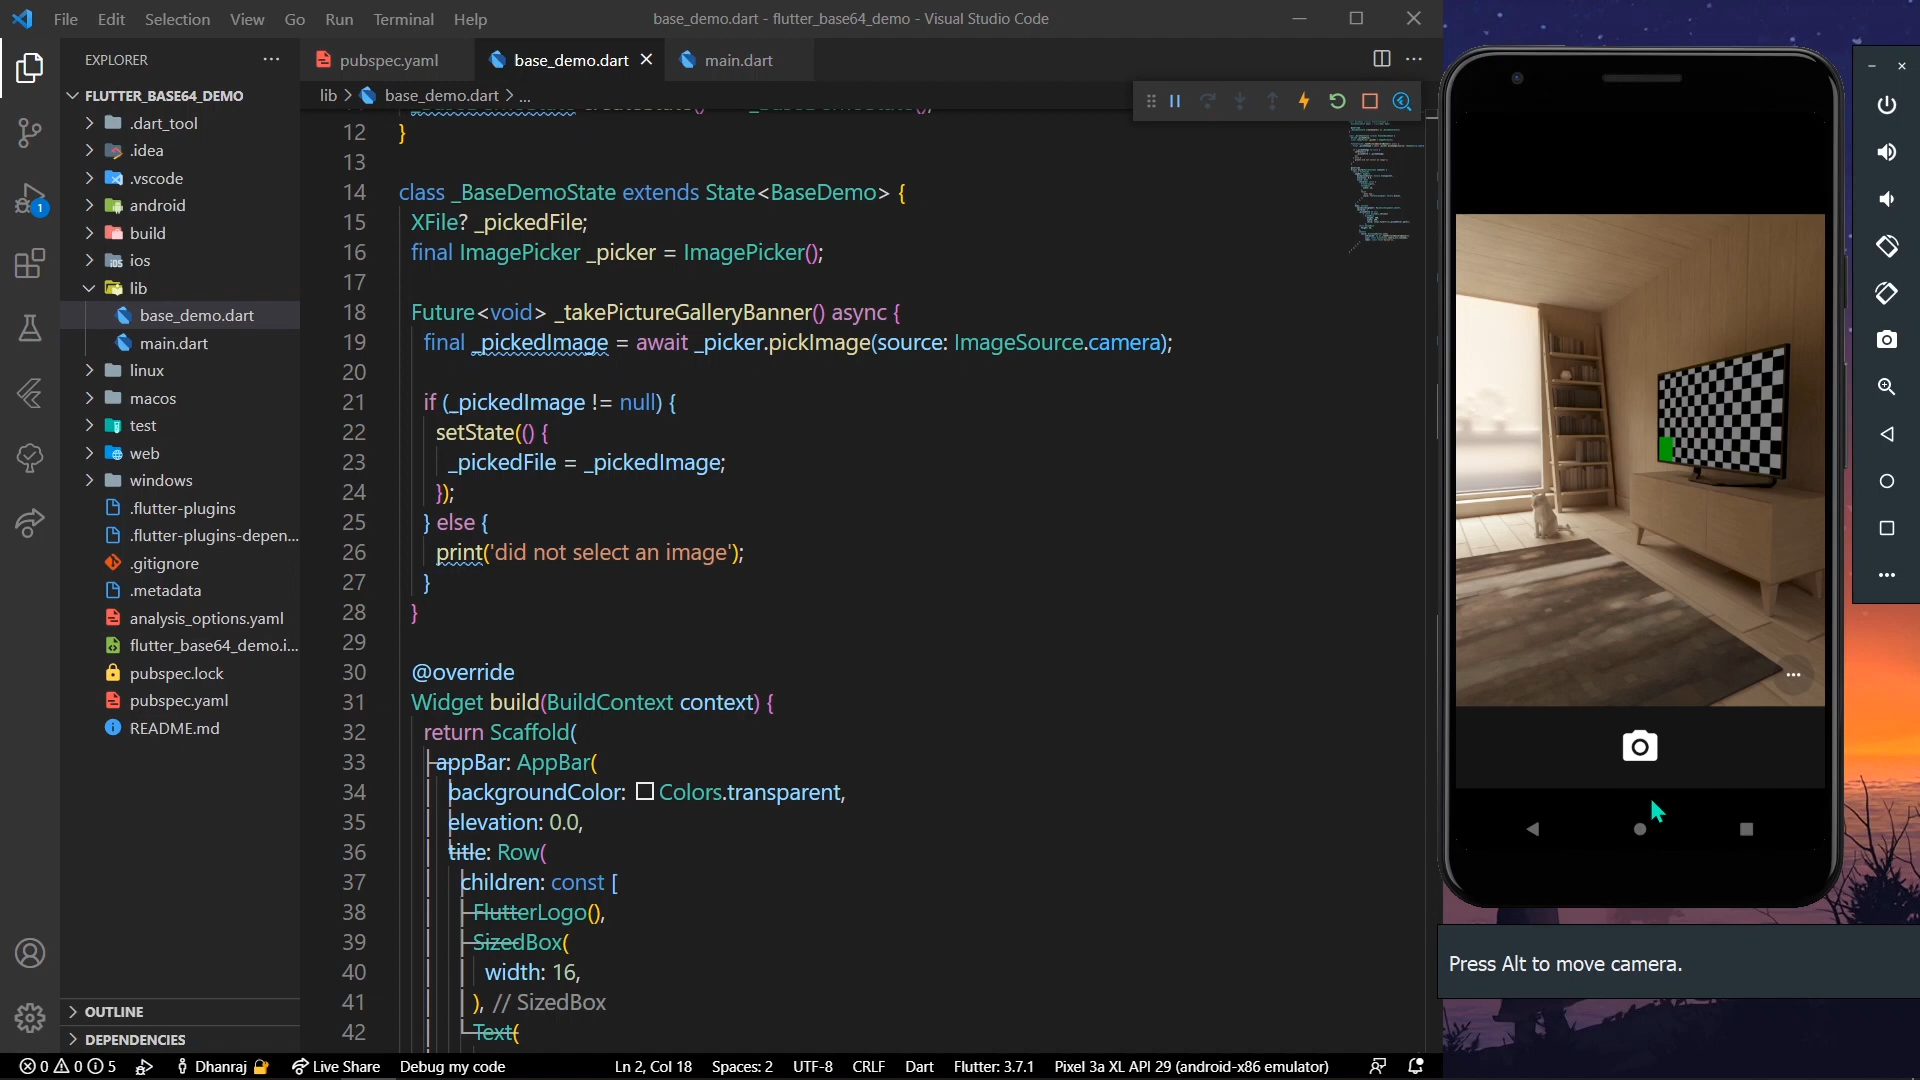 File Edit Selection View Go Run Terminal Help
base_demo.dart - flutter_base64_demo - Visual Studio Code
EXPLORER
FLUTTER_BASE64_DEMO
.dart_tool
.idea
.vscode
android
build
ios
lib
base_demo.dart
main.dart
linux
macos
test
web
windows
.flutter-plugins
.flutter-plugins-depen...
.gitignore
.metadata
analysis_options.yaml
flutter_base64_demo.i...
pubspec.lock
pubspec.yaml
README.md
OUTLINE
DEPENDENCIES
1
pubspec.yaml base_demo.dart main.dart
lib > base_demo.dart > ...
12 }
13
14 class _BaseDemoState extends State<BaseDemo> {
15 XFile? _pickedFile;
16 final ImagePicker _picker = ImagePicker();
17
18 Future<void> _takePictureGalleryBanner() async {
19 final _pickedImage = await _picker.pickImage(source: ImageSource.camera);
20
21 if (_pickedImage != null) {
22 setState(() {
23 _pickedFile = _pickedImage;
24 });
25 } else {
26 print('did not select an image');
27 }
28 }
29
30 @override
31 Widget build(BuildContext context) {
32 return Scaffold(
33 appBar: AppBar(
34 backgroundColor: Colors.transparent,
35 elevation: 0.0,
36 title: Row(
37 children: const [
38 FlutterLogo(),
39 SizedBox(
40 width: 16,
41 ), // SizedBox
42 Text(
Press Alt to move camera.
0 0 5 Dhanraj Live Share Debug my code Ln 2, Col 18 Spaces: 2 UTF-8 CRLF Dart Flutter: 3.7.1 Pixel 3a XL API 29 (android-x86 emulator)